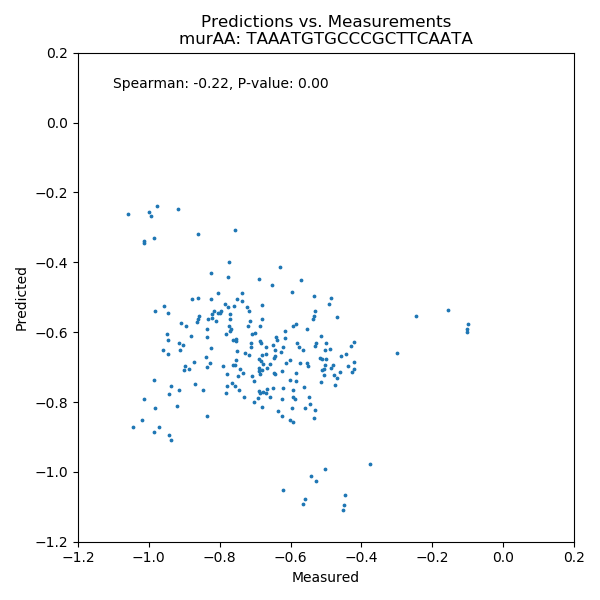 Predictions vs. Measurements
murAA: TAAATGTGCCCGCTTCAATA
Spearman: -0.22, P-value: 0.00
0.2
0.0
−0.2
−0.4
−0.6
−0.8
−1.0
−1.2
Predicted
−1.2 −1.0 −0.8 −0.6 −0.4 −0.2 0.0 0.2
Measured